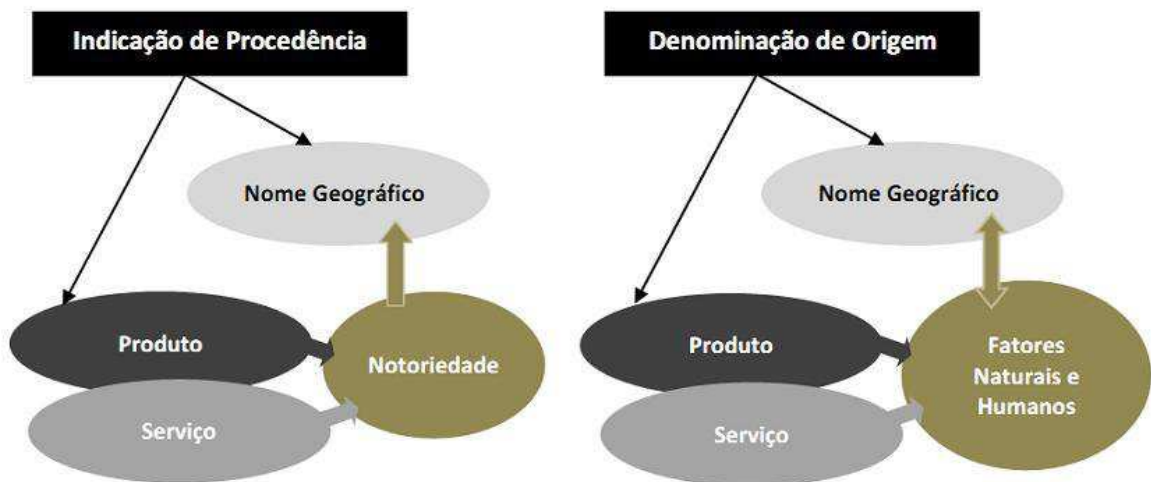 Indicação de Procedência
Nome Geográfico
Produto
Notoriedade
Serviço
Denominação de Origem
Nome Geográfico
Produto
Fatores
Naturais e
Humanos
Serviço